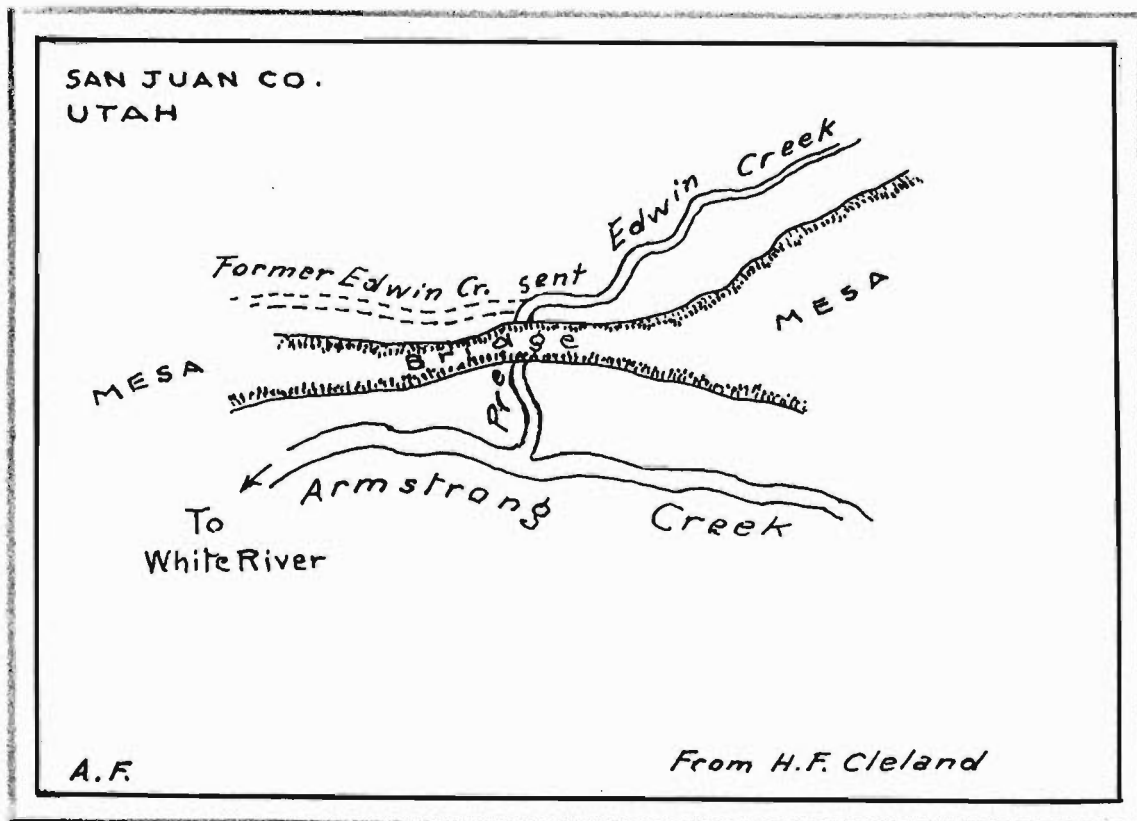 SAN JUAN CO.
UTAH
Present Edwin Creek
Former Edwin Cr.
Bridge
MESA
MESA
Armstrong Creek
To
White River
A.F.
From H.F. Cleland